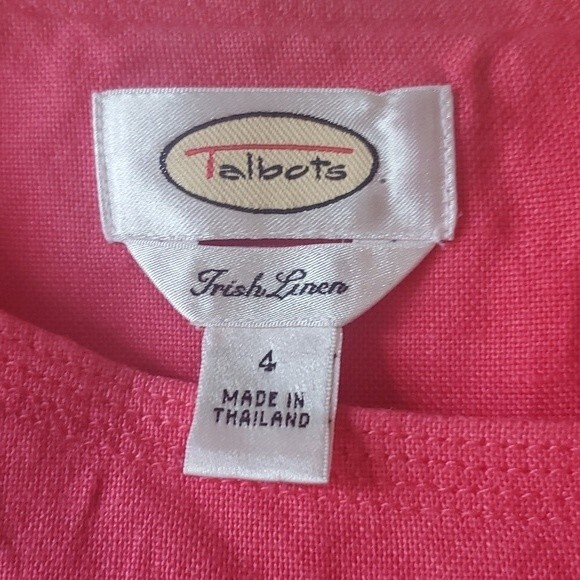 Talbots
Irish Linen
4
MADE IN
THAILAND